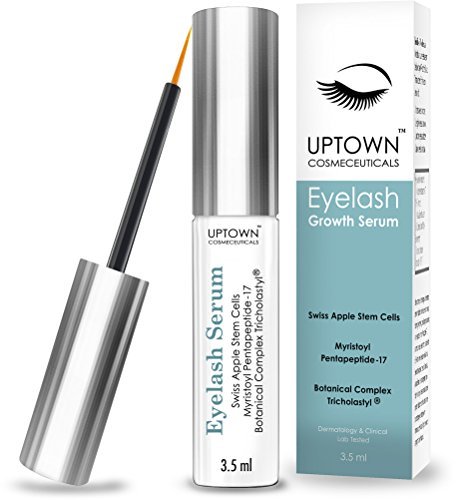 UPTOWN™
COSMECEUTICALS
Eyelash Serum
Swiss Apple Stem Cells
Myristoyl Pentapeptide-17
Botanical Complex Tricholastyl®
3.5 ml
UPTOWN™
COSMECEUTICALS
Eyelash
Growth Serum
Swiss Apple Stem Cells
Myristoyl
Pentapeptide-17
Botanical Complex
Tricholastyl®
Dermatology & Clinical
Lab Tested
3.5 ml